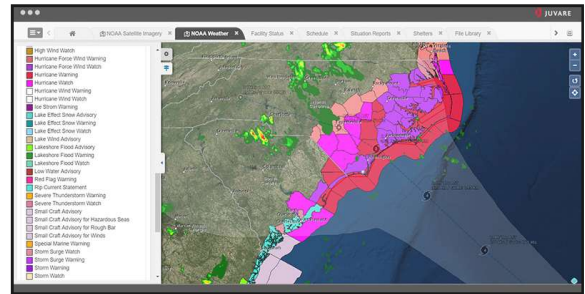 JUVARE
NOAA Satellite Imagery
NOAA Weather
Facility Status
Schedule
Situation Reports
Shelters
File Library
High Wind Watch
Hurricane Force Wind Warning
Hurricane Force Wind Watch
Hurricane Warning
Hurricane Watch
Hurricane Wind Warning
Hurricane Wind Watch
Ice Strom Warning
Lake Effect Snow Advisory
Lake Effect Snow Warning
Lake Effect Snow Watch
Lake Wind Advisory
Lakeshore Flood Advisory
Lakeshore Flood Warning
Lakeshore Flood Watch
Low Water Advisory
Red Flag Warning
Rip Current Statement
Severe Thunderstorm Warning
Severe Thunderstorm Watch
Small Craft Advisory
Small Craft Advisory for Hazardous Seas
Small Craft Advisory for Rough Bar
Small Craft Advisory for Winds
Special Marine Warning
Storm Surge Watch
Storm Surge Warning
Storm Warning
Storm Watch